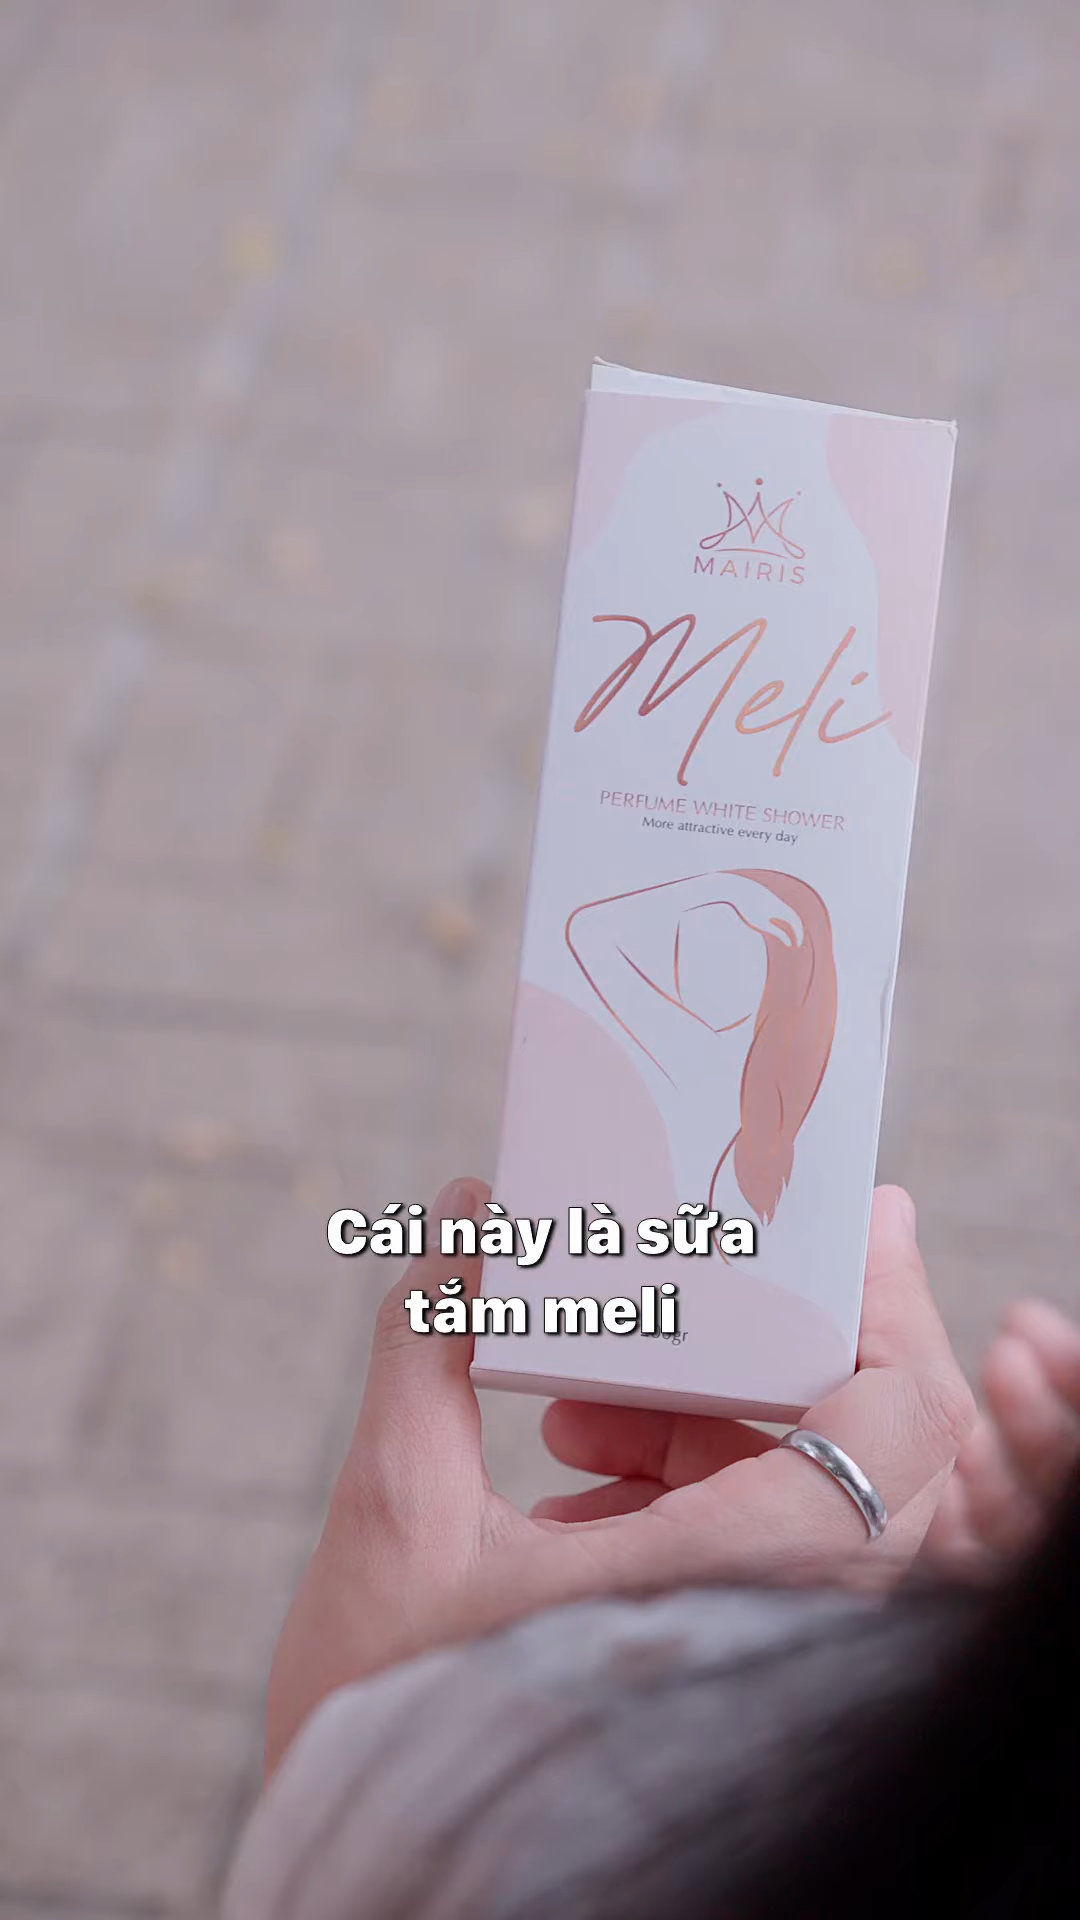 MAIRIS
Meli
PERFUME WHITE SHOWER
More attractive every day
Cái này là sữa
tắm meli